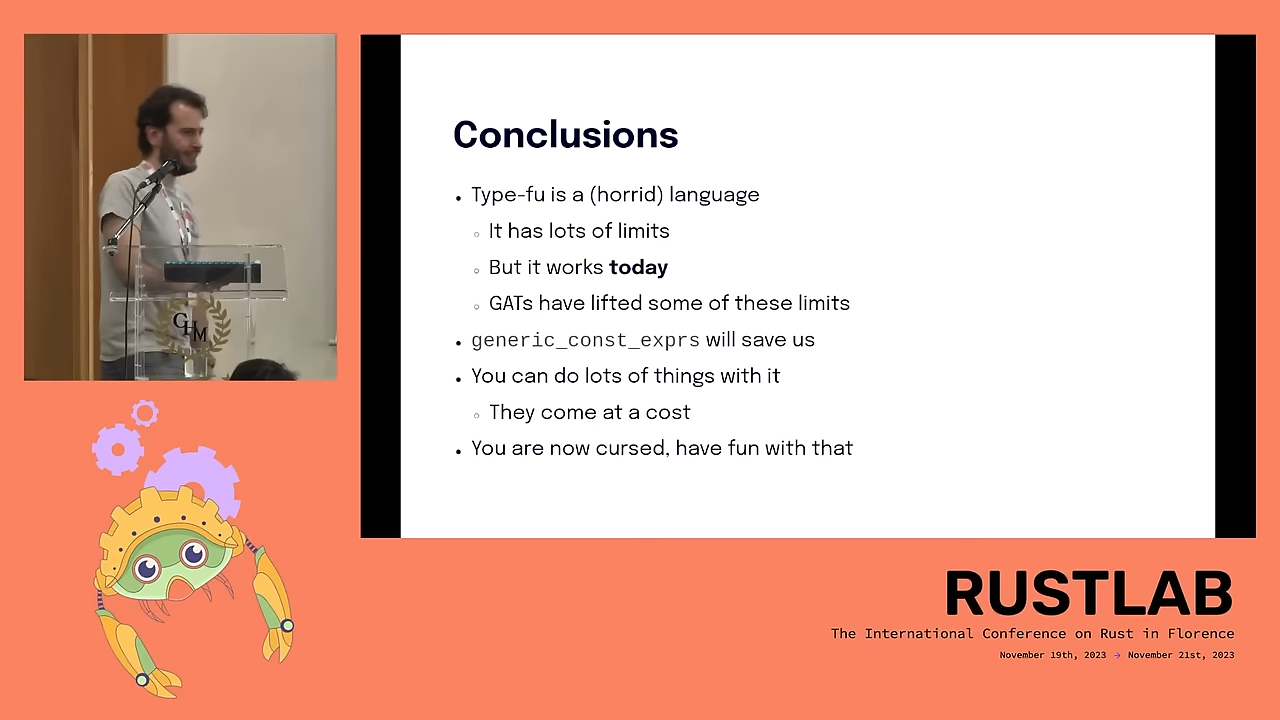 Conclusions
Type-fu is a (horrid) language
It has lots of limits
But it works today
GATs have lifted some of these limits
generic_const_exprs will save us
You can do lots of things with it
They come at a cost
You are now cursed, have fun with that
GHM
RUSTLAB
The International Conference on Rust in Florence
November 19th, 2023 → November 21st, 2023